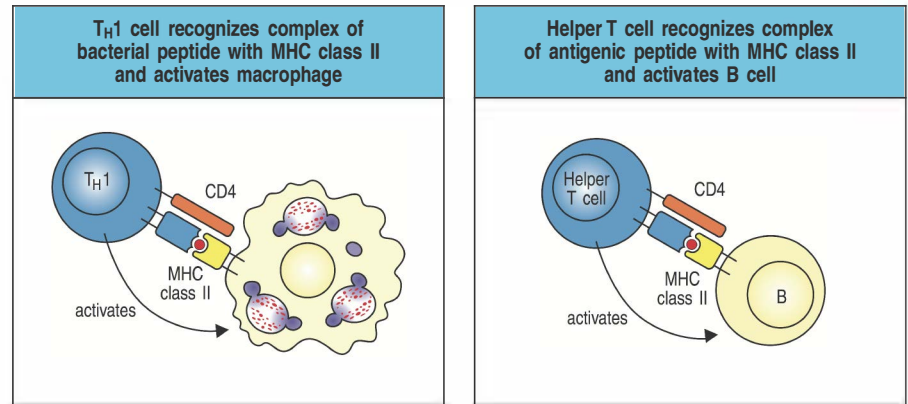 T_H1 cell recognizes complex of
bacterial peptide with MHC class II
and activates macrophage
T_H1
CD4
MHC
class II
activates
Helper T cell recognizes complex
of antigenic peptide with MHC class II
and activates B cell
Helper
T cell
CD4
MHC
class II
B
activates